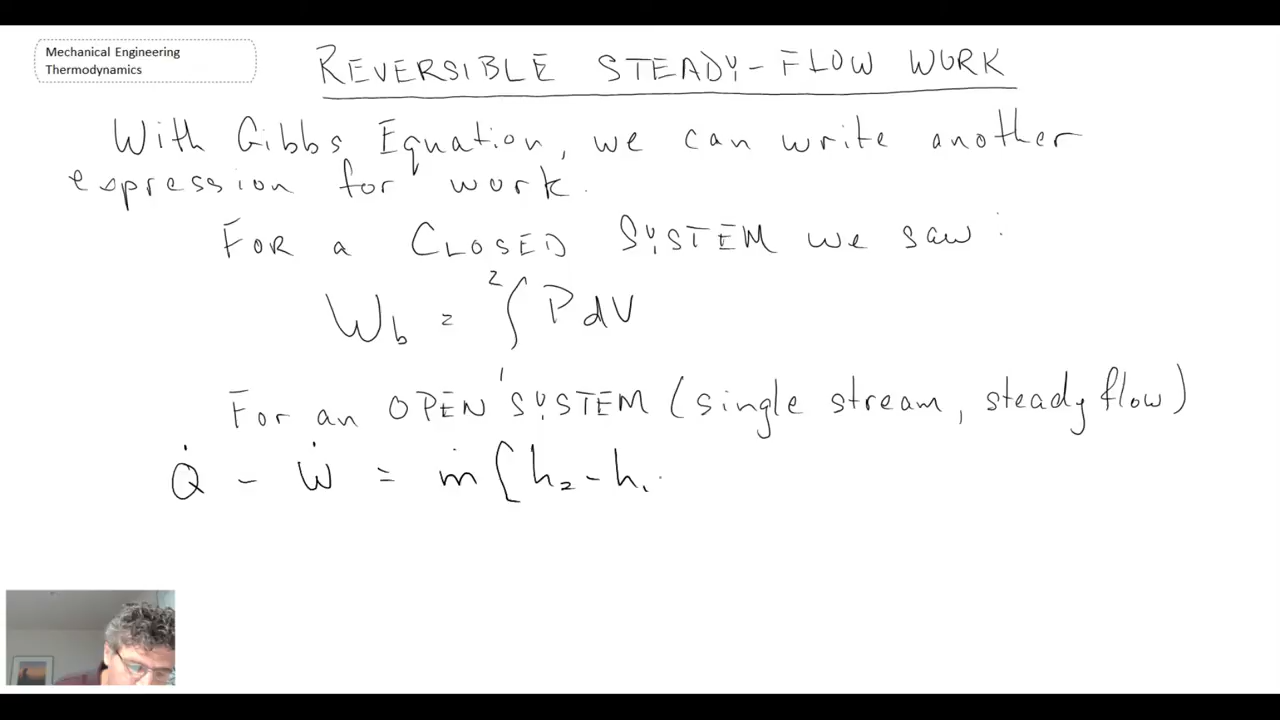 Mechanical Engineering
Thermodynamics
REVERSIBLE STEADY-FLOW WORK
With Gibbs Equation, we can write another
expression for work.
FOR a CLOSED SYSTEM we saw:
W_b = ∫₁² P dV
For an OPEN SYSTEM (single stream, steady flow)
Q̇ - Ẇ = ṁ [h₂ - h₁